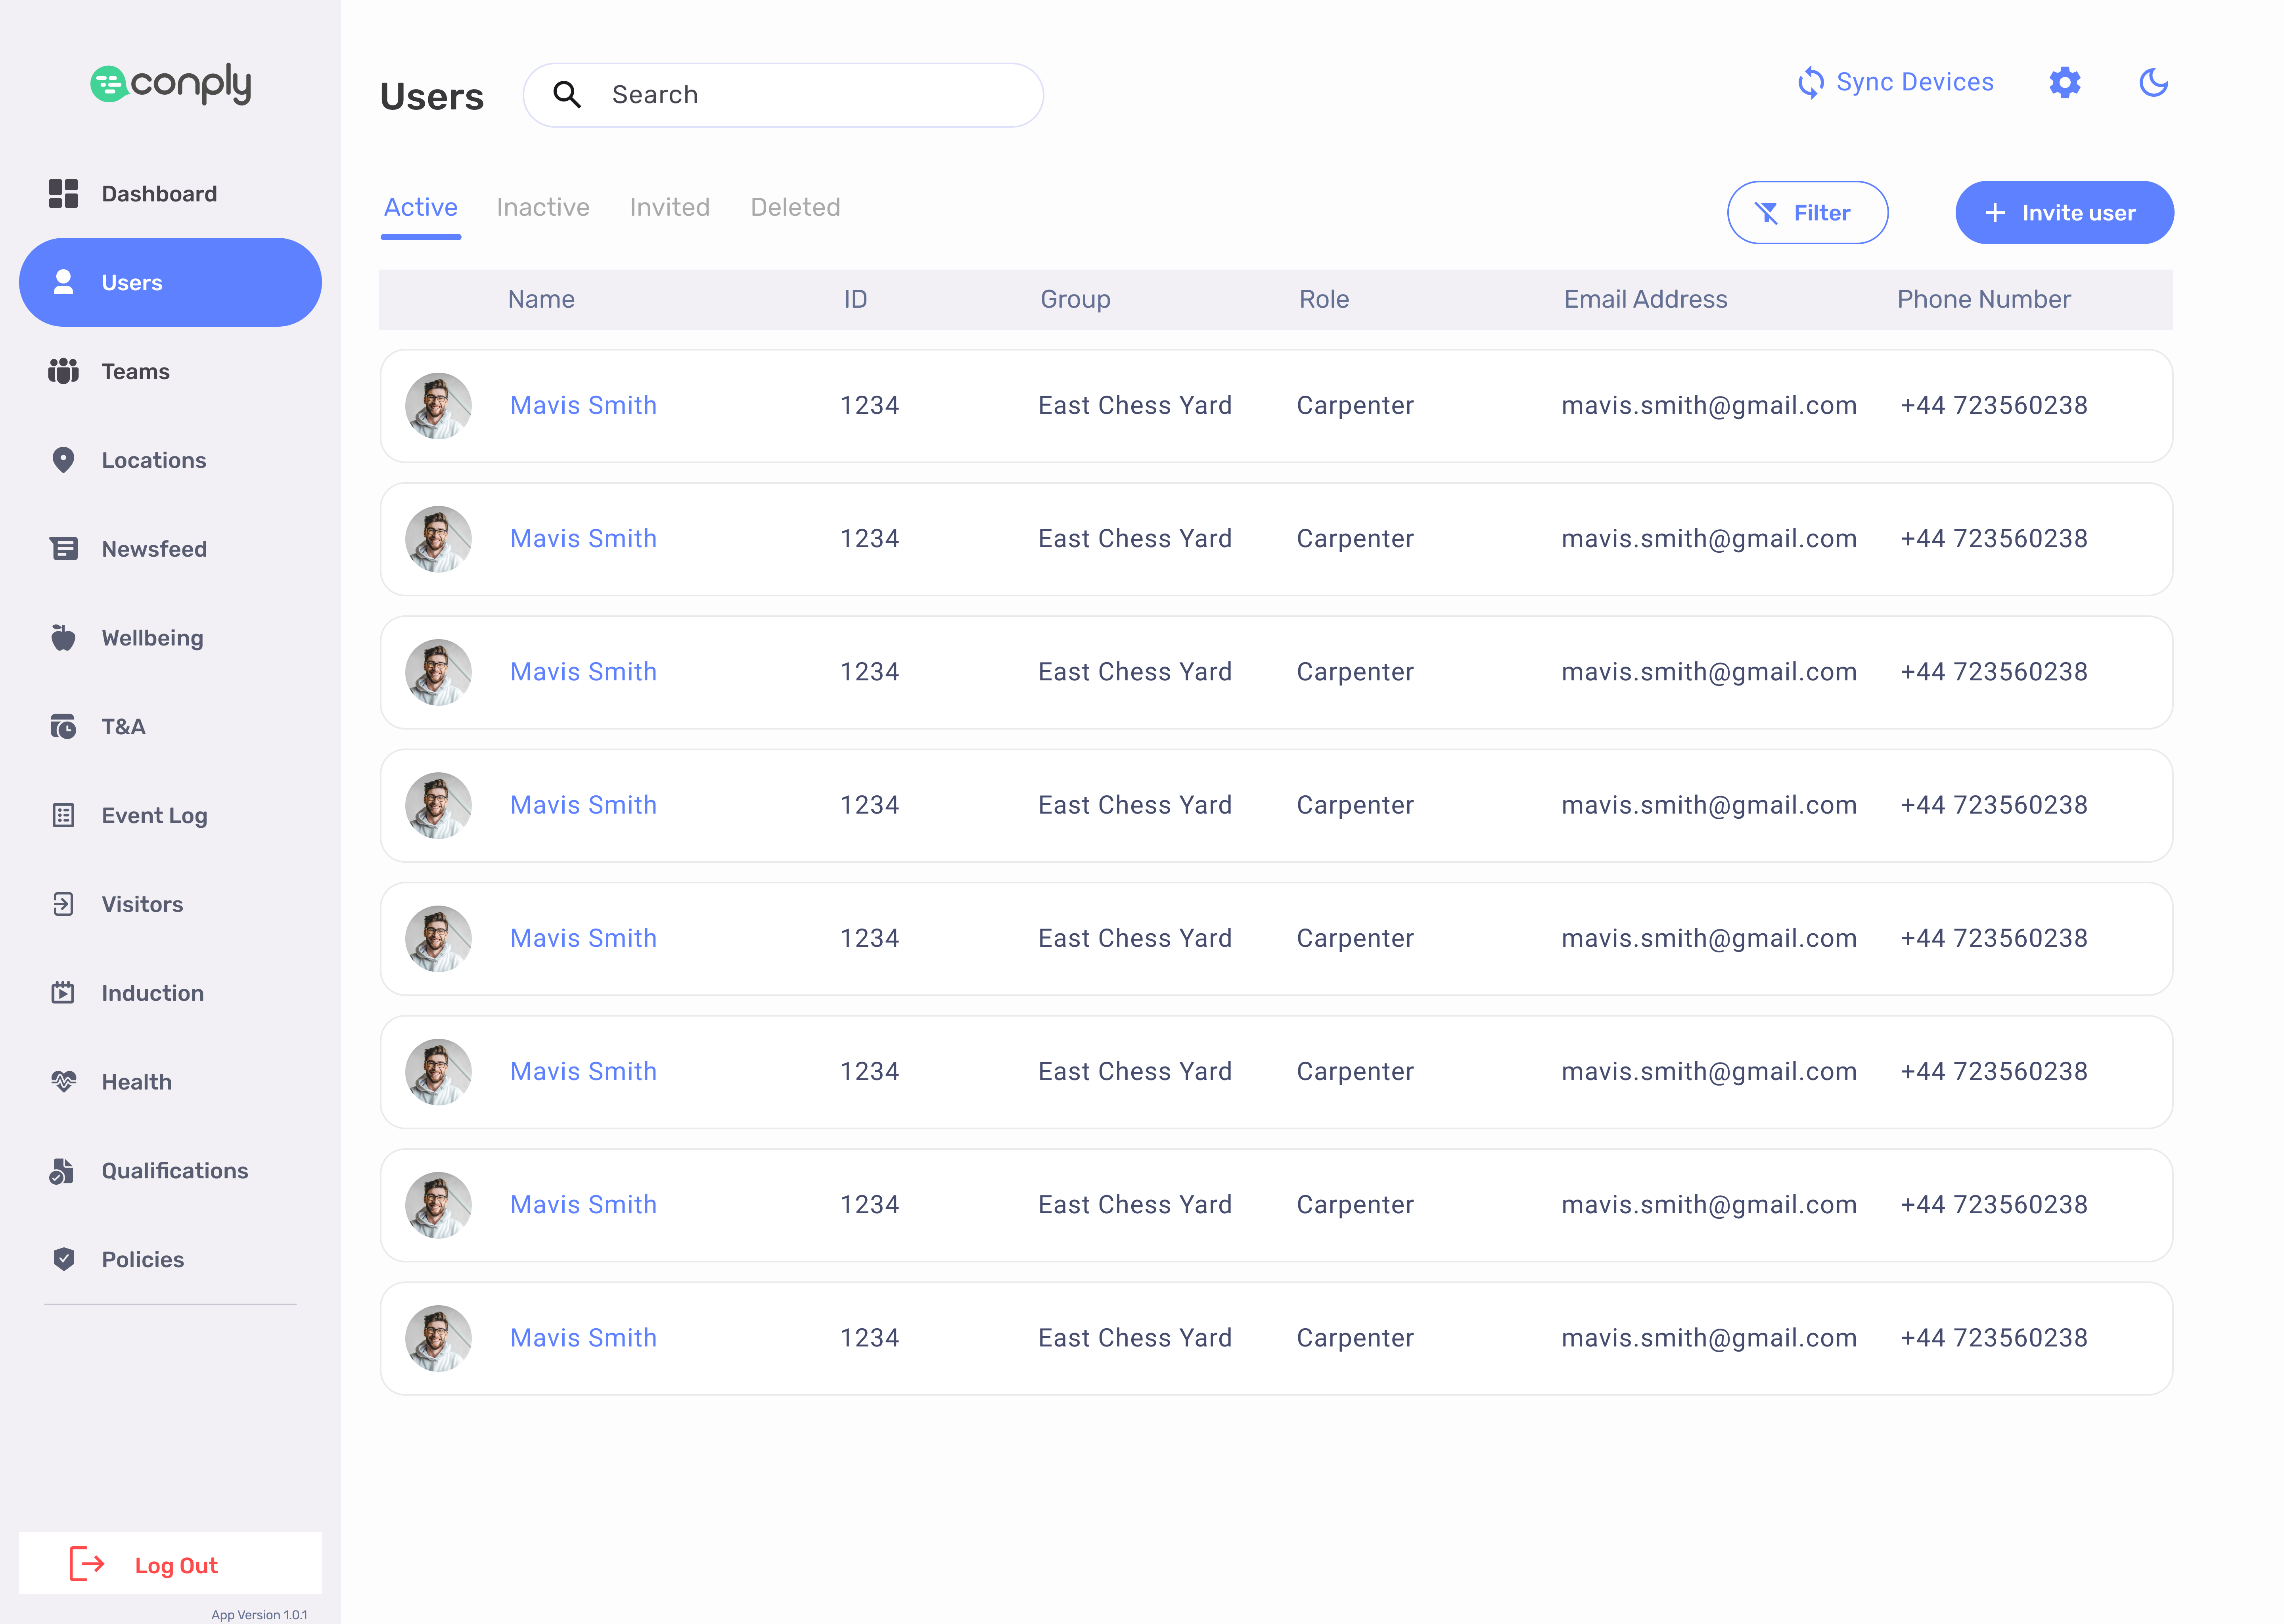 conply
Users
Search
Sync Devices
Dashboard
Users
Teams
Locations
Newsfeed
Wellbeing
T&A
Event Log
Visitors
Induction
Health
Qualifications
Policies
Log Out
App Version 1.0.1
Active Inactive Invited Deleted
Filter
+ Invite user
Name ID Group Role Email Address Phone Number
Mavis Smith 1234 East Chess Yard Carpenter mavis.smith@gmail.com +44 723560238
Mavis Smith 1234 East Chess Yard Carpenter mavis.smith@gmail.com +44 723560238
Mavis Smith 1234 East Chess Yard Carpenter mavis.smith@gmail.com +44 723560238
Mavis Smith 1234 East Chess Yard Carpenter mavis.smith@gmail.com +44 723560238
Mavis Smith 1234 East Chess Yard Carpenter mavis.smith@gmail.com +44 723560238
Mavis Smith 1234 East Chess Yard Carpenter mavis.smith@gmail.com +44 723560238
Mavis Smith 1234 East Chess Yard Carpenter mavis.smith@gmail.com +44 723560238
Mavis Smith 1234 East Chess Yard Carpenter mavis.smith@gmail.com +44 723560238